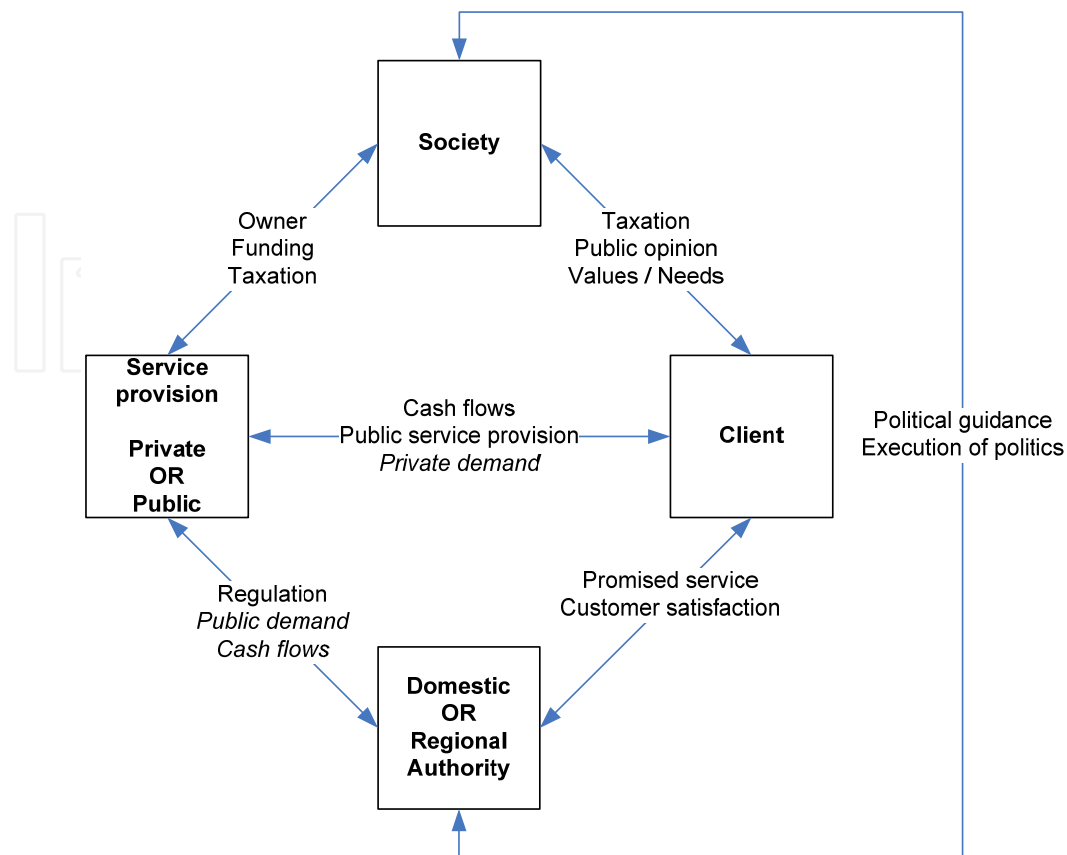 Society
Owner
Funding
Taxation
Taxation
Public opinion
Values / Needs
Service
provision
Private
OR
Public
Cash flows
Public service provision
Private demand
Client
Political guidance
Execution of politics
Regulation
Public demand
Cash flows
Promised service
Customer satisfaction
Domestic
OR
Regional
Authority